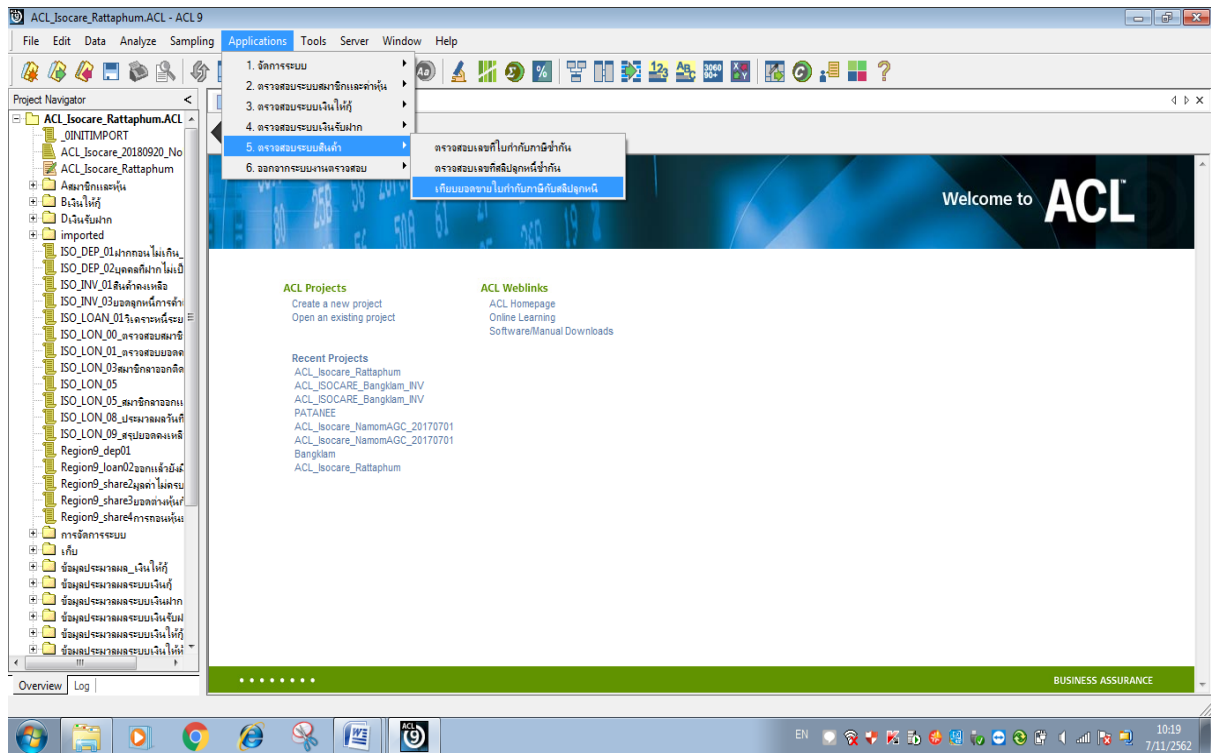 ACL_Isocare_Rattaphum.ACL - ACL 9
File Edit Data Analyze Sampling Applications Tools Server Window Help
Project Navigator
ACL_Isocare_Rattaphum.ACL
_0INITIMPORT
ACL_Isocare_20180920_No
ACL_Isocare_Rattaphum
Aสมาชิกและหุ้น
Bเงินให้กู้
Dเงินรับฝาก
imported
ISO_DEP_01ฝากถอนไม่เกิน_
ISO_DEP_02บุคคลที่ฝากไม่เป็
ISO_INV_01สินค้าคงเหลือ
ISO_INV_03ยอดลูกหนี้การค้า
ISO_LOAN_01วิเคราะหนี้ระย
ISO_LON_00_ตรวจสอบสมาชิ
ISO_LON_01_ตรวจสอบยอดค
ISO_LON_03สมาชิกลาออกติด
ISO_LON_05
ISO_LON_05_สมาชิกลาออกแ
ISO_LON_08_ประมวลผลวันที่
ISO_LON_09_สรุปยอดคงเหลื
Region9_dep01
Region9_loan02ออกแล้วยังมี
Region9_share2มูลค่าไม่ครบ
Region9_share3ยอดต่างหุ้นกั
Region9_share4การถอนหุ้นร
การจัดการระบบ
เก็บ
ข้อมูลประมวลผล_เงินให้กู้
ข้อมูลประมวลผลระบบเงินกู้
ข้อมูลประมวลผลระบบเงินฝาก
ข้อมูลประมวลผลระบบเงินรับฝ
ข้อมูลประมวลผลระบบเงินให้กู้
ข้อมูลประมวลผลระบบเงินให้
Overview Log
1. จัดการระบบ
2. ตรวจสอบระบบสมาชิกและค่าหุ้น
3. ตรวจสอบระบบเงินให้กู้
4. ตรวจสอบระบบเงินรับฝาก
5. ตรวจสอบระบบสินค้า
6. ออกจากระบบงานตรวจสอบ
ตรวจสอบเลขที่ใบกำกับภาษีซ้ำกัน
ตรวจสอบเลขที่สลิปลูกหนี้ซ้ำกัน
เทียบยอดขายใบกำกับภาษีกับสลิปลูกหนี้
Welcome to ACL
ACL Projects
Create a new project
Open an existing project
ACL Weblinks
ACL Homepage
Online Learning
Software/Manual Downloads
Recent Projects
ACL_Isocare_Rattaphum
ACL_ISOCARE_Bangklam_INV
ACL_ISOCARE_Bangklam_INV
PATANEE
ACL_Isocare_NamomAGC_20170701
ACL_Isocare_NamomAGC_20170701
Bangklam
ACL_Isocare_Rattaphum
BUSINESS ASSURANCE
EN
10:19
7/11/2562